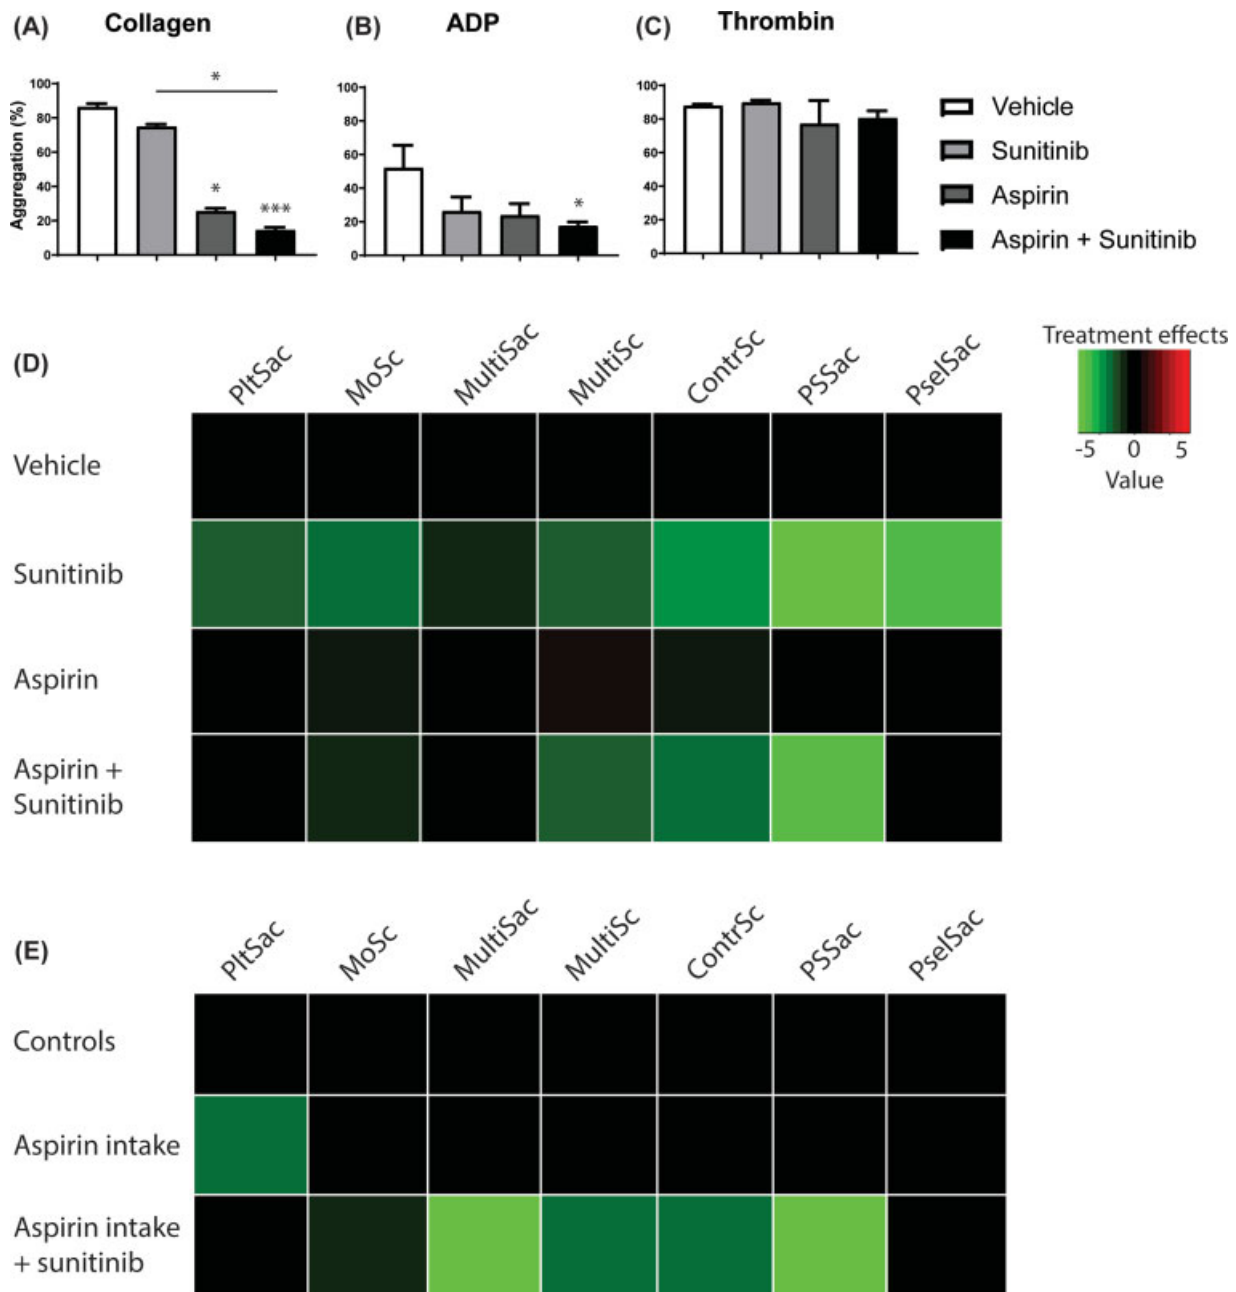 (A) Collagen
(B) ADP
(C) Thrombin
Aggregation (%)
100
80
60
40
20
0
*
*
***
100
80
60
40
20
0
*
100
80
60
40
20
0
Vehicle
Sunitinib
Aspirin
Aspirin + Sunitinib
Treatment effects
-5 0 5
Value
(D)
PltSac MoSc MultiSac MultiSc ContrSc PSSac PselSac
Vehicle
Sunitinib
Aspirin
Aspirin +
Sunitinib
(E)
PltSac MoSc MultiSac MultiSc ContrSc PSSac PselSac
Controls
Aspirin intake
Aspirin intake
+ sunitinib